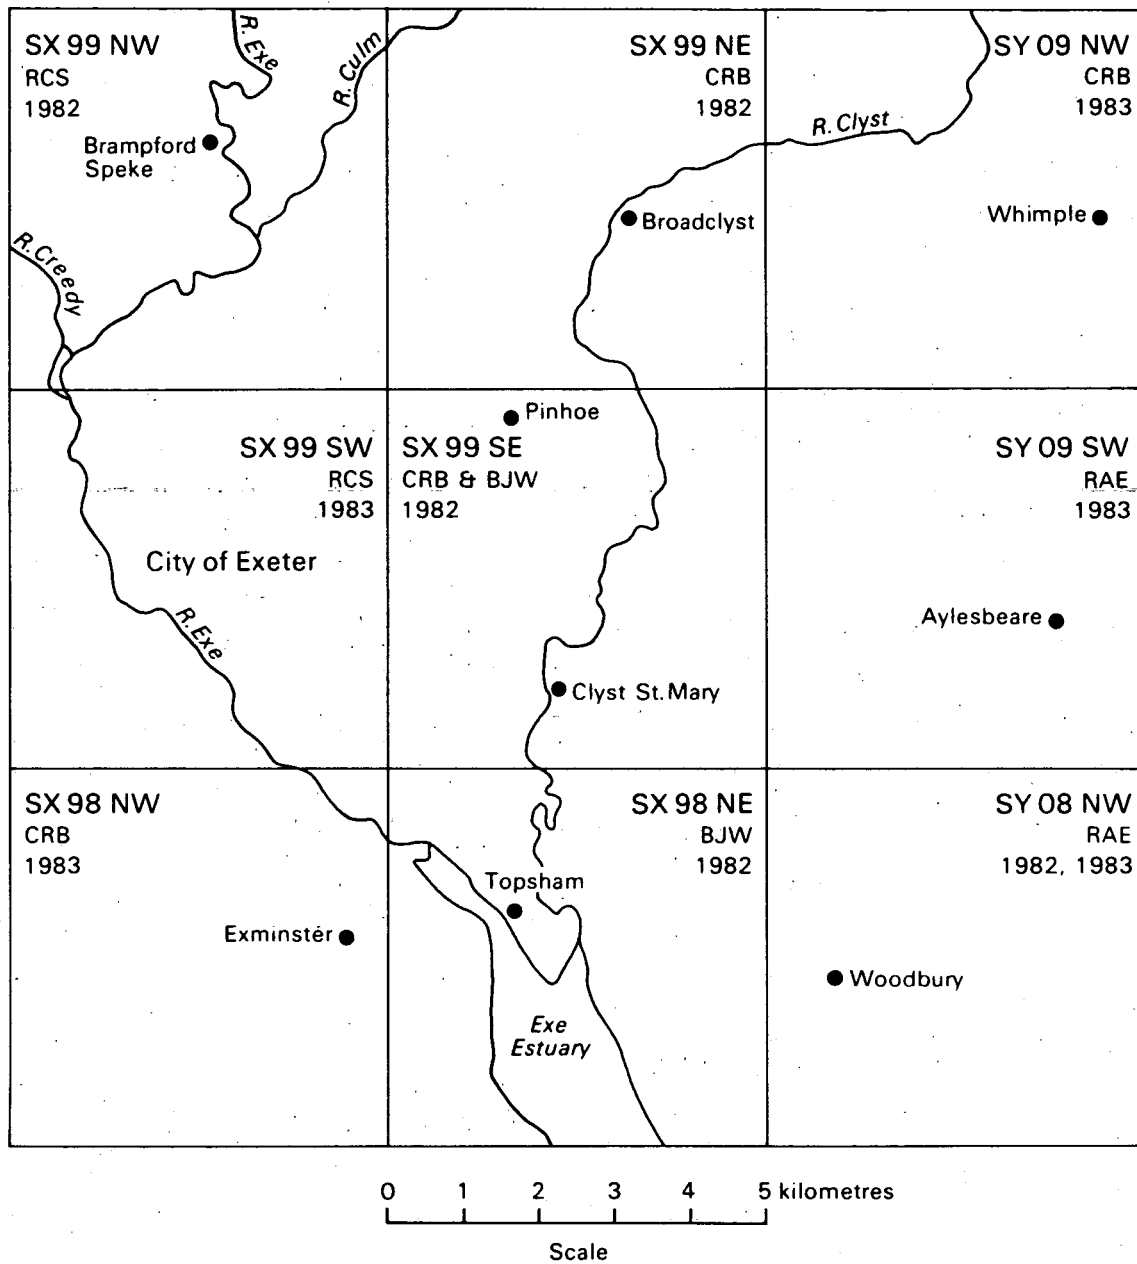 SX 99 NW
RCS
1982
R. Exe
R. Culm
Brampford
Speke
R. Creedy
SX 99 NE
CRB
1982
R. Clyst
Broadclyst
SY 09 NW
CRB
1983
Whimple
SX 99 SW
RCS
1983
City of Exeter
R. Exe
Pinhoe
SX 99 SE
CRB & BJW
1982
Clyst St. Mary
SY 09 SW
RAE
1983
Aylesbeare
SX 98 NW
CRB
1983
Exminster
SX 98 NE
BJW
1982
Topsham
Exe
Estuary
SY 08 NW
RAE
1982, 1983
Woodbury
0 1 2 3 4 5 kilometres
Scale